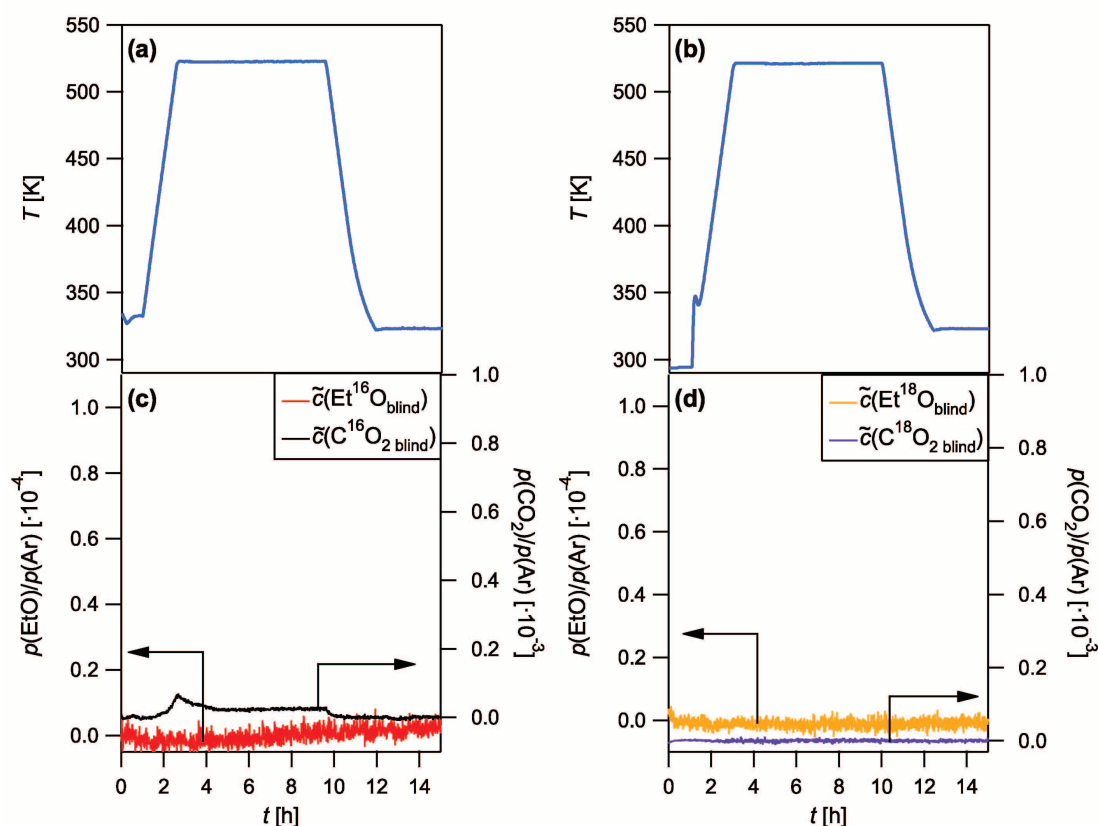 (a)
T [K]
550
500
450
400
350
300
(b)
T [K]
550
500
450
400
350
300
(c)
c̃(Et¹⁶O_blind)
c̃(C¹⁶O₂ blind)
p(EtO)/p(Ar) [·10⁻⁴]
1.0
0.8
0.6
0.4
0.2
0.0
p(CO₂)/p(Ar) [·10⁻³]
1.0
0.8
0.6
0.4
0.2
0.0
0 2 4 6 8 10 12 14
t [h]
(d)
c̃(Et¹⁸O_blind)
c̃(C¹⁸O₂ blind)
p(EtO)/p(Ar) [·10⁻⁴]
1.0
0.8
0.6
0.4
0.2
0.0
p(CO₂)/p(Ar) [·10⁻³]
1.0
0.8
0.6
0.4
0.2
0.0
0 2 4 6 8 10 12 14
t [h]